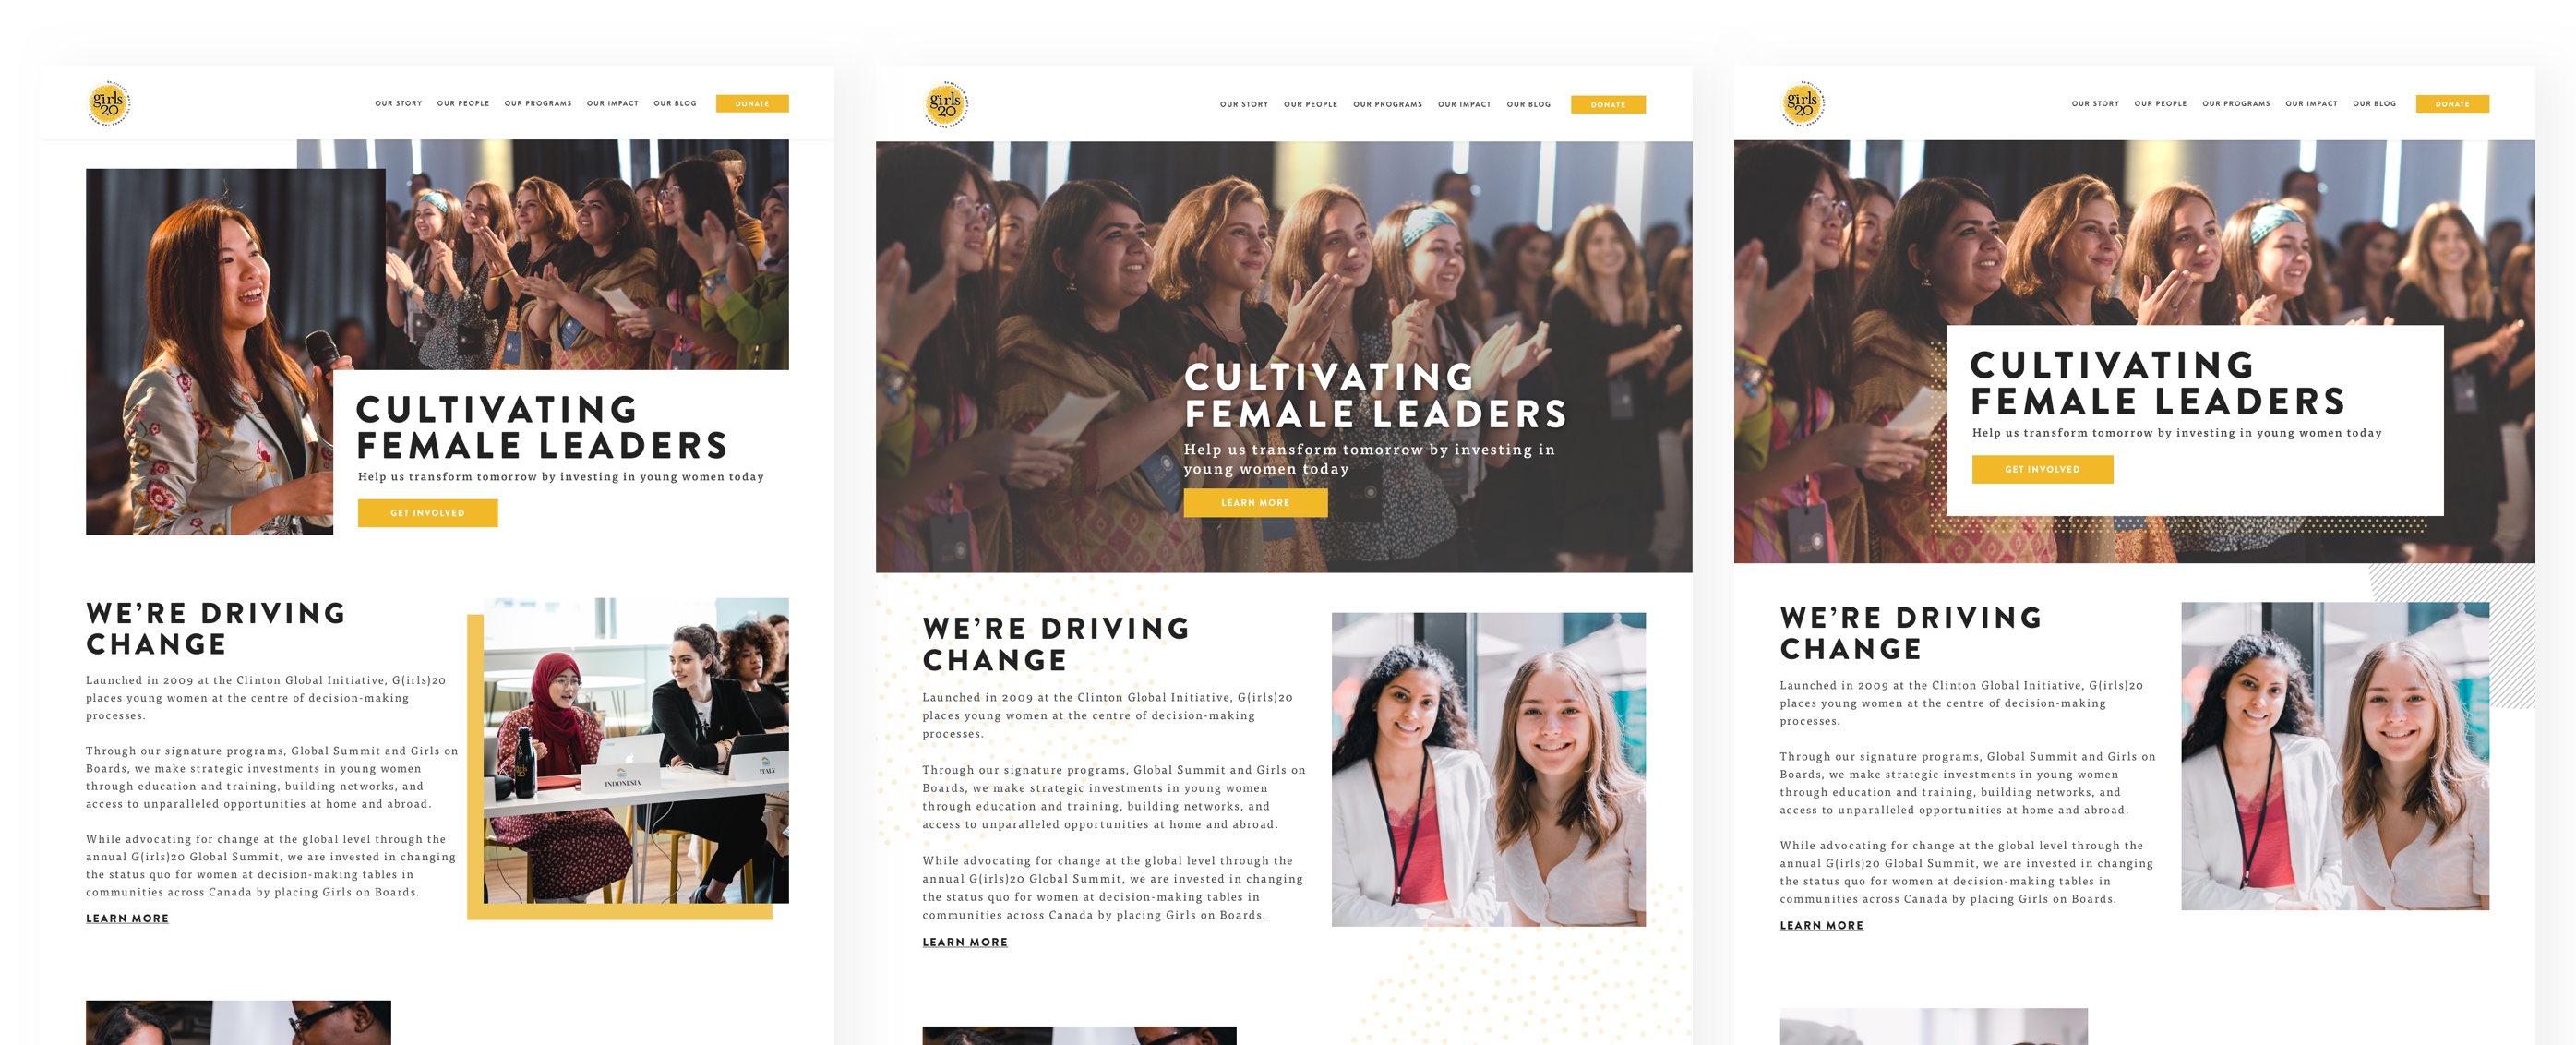 girls
20
OUR STORY OUR PEOPLE OUR PROGRAMS OUR IMPACT OUR BLOG DONATE
CULTIVATING
FEMALE LEADERS
Help us transform tomorrow by investing in young women today
GET INVOLVED
WE'RE DRIVING
CHANGE
Launched in 2009 at the Clinton Global Initiative, G(irls)20
places young women at the centre of decision-making
processes.
Through our signature programs, Global Summit and Girls on
Boards, we make strategic investments in young women
through education and training, building networks, and
access to unparalleled opportunities at home and abroad.
While advocating for change at the global level through the
annual G(irls)20 Global Summit, we are invested in changing
the status quo for women at decision-making tables in
communities across Canada by placing Girls on Boards.
LEARN MORE
INDONESIA
ITALY
girls
20
OUR STORY OUR PEOPLE OUR PROGRAMS OUR IMPACT OUR BLOG DONATE
CULTIVATING
FEMALE LEADERS
Help us transform tomorrow by investing in
young women today
LEARN MORE
WE'RE DRIVING
CHANGE
Launched in 2009 at the Clinton Global Initiative, G(irls)20
places young women at the centre of decision-making
processes.
Through our signature programs, Global Summit and Girls on
Boards, we make strategic investments in young women
through education and training, building networks, and
access to unparalleled opportunities at home and abroad.
While advocating for change at the global level through the
annual G(irls)20 Global Summit, we are invested in changing
the status quo for women at decision-making tables in
communities across Canada by placing Girls on Boards.
LEARN MORE
girls
20
OUR STORY OUR PEOPLE OUR PROGRAMS OUR IMPACT OUR BLOG DONATE
CULTIVATING
FEMALE LEADERS
Help us transform tomorrow by investing in young women today
GET INVOLVED
WE'RE DRIVING
CHANGE
Launched in 2009 at the Clinton Global Initiative, G(irls)20
places young women at the centre of decision-making
processes.
Through our signature programs, Global Summit and Girls on
Boards, we make strategic investments in young women
through education and training, building networks, and
access to unparalleled opportunities at home and abroad.
While advocating for change at the global level through the
annual G(irls)20 Global Summit, we are invested in changing
the status quo for women at decision-making tables in
communities across Canada by placing Girls on Boards.
LEARN MORE